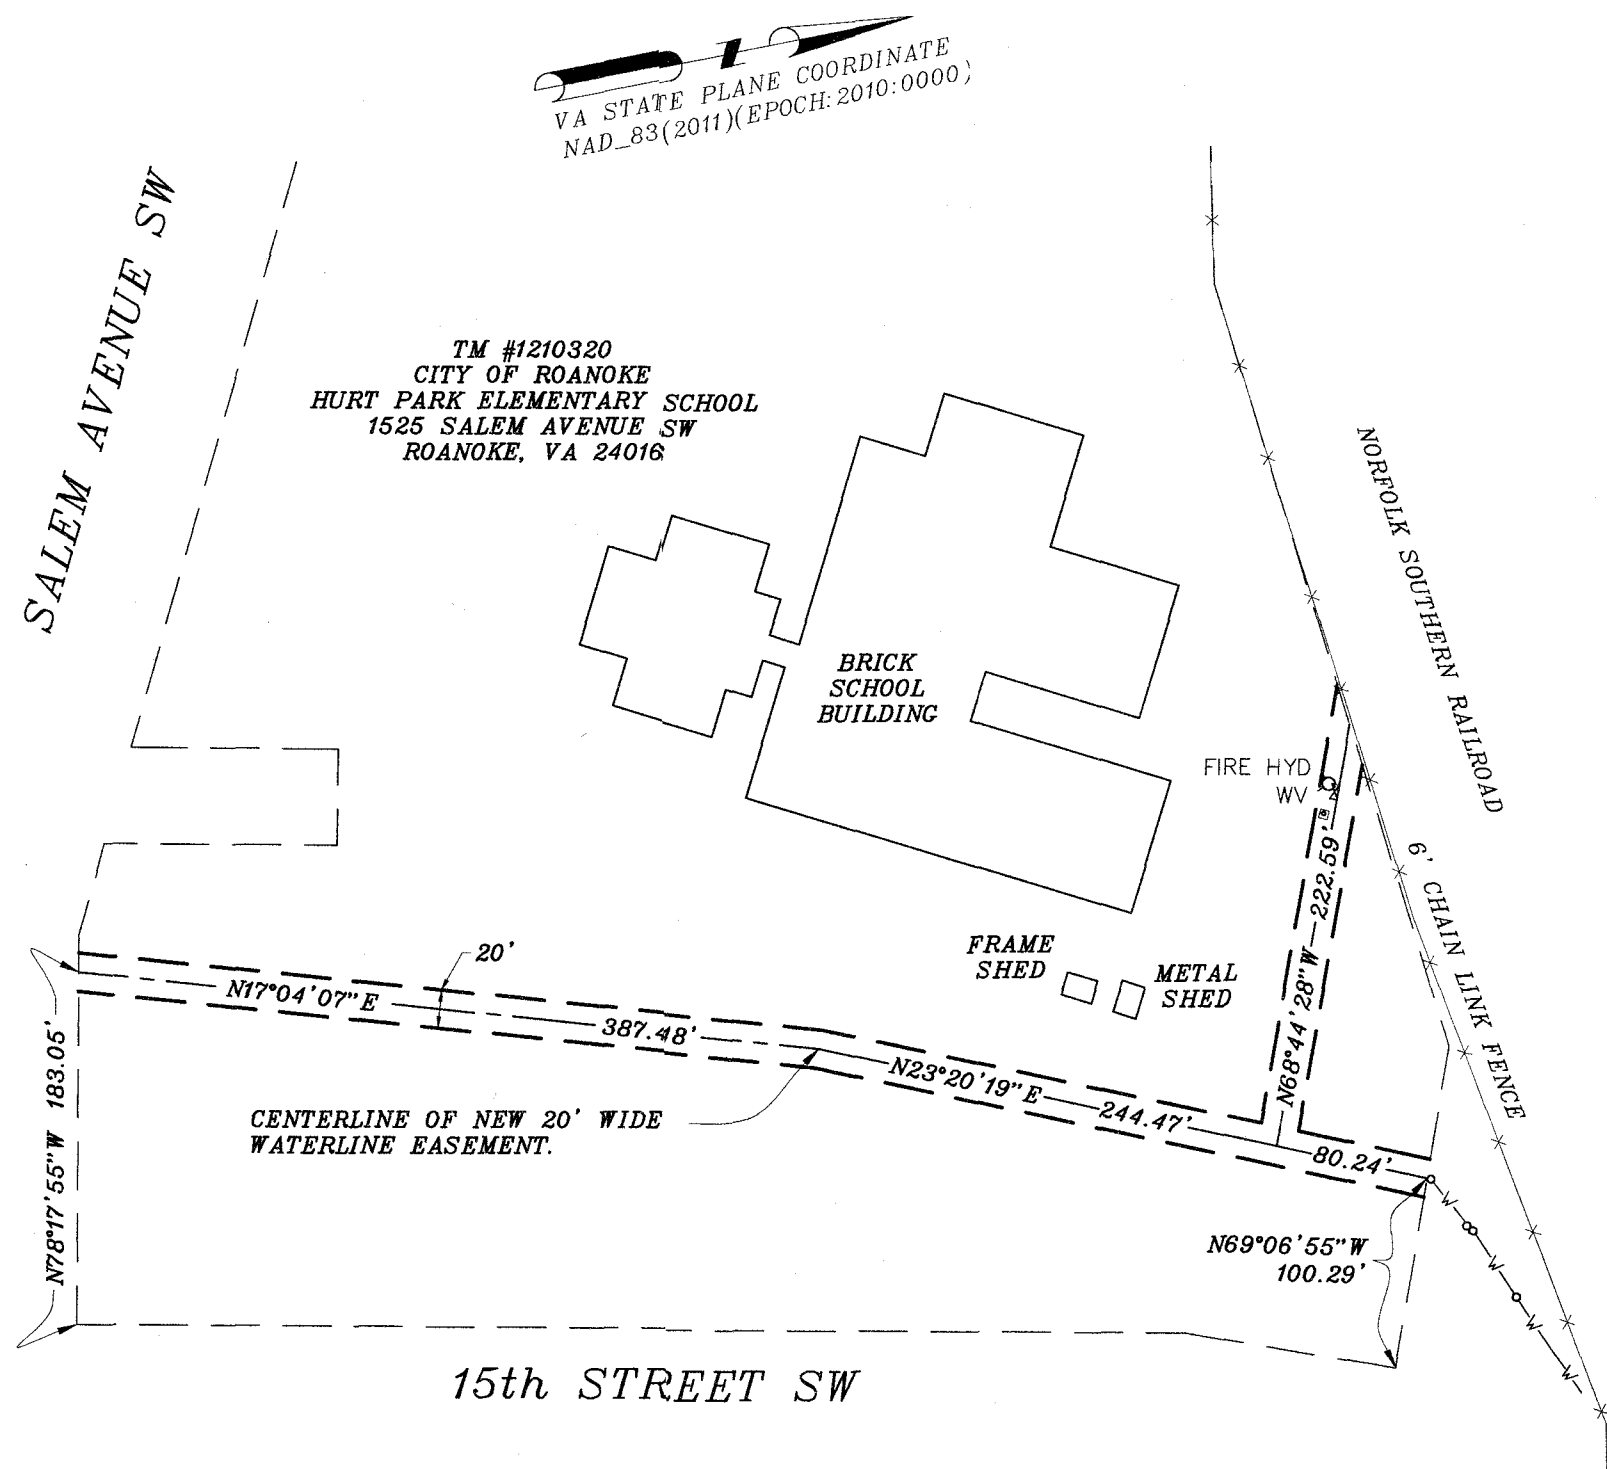 VA STATE PLANE COORDINATE
NAD_83(2011)(EPOCH:2010:0000)
SALEM AVENUE SW
TM #1210320
CITY OF ROANOKE
HURT PARK ELEMENTARY SCHOOL
1525 SALEM AVENUE SW
ROANOKE, VA 24016
NORFOLK SOUTHERN RAILROAD
BRICK
SCHOOL
BUILDING
FIRE HYD
WV
6' CHAIN LINK FENCE
222.59'
N68°44'28"W
FRAME
SHED
METAL
SHED
20'
N17°04'07"E
387.48'
N23°20'19"E
244.47'
80.24'
CENTERLINE OF NEW 20' WIDE
WATERLINE EASEMENT.
N78°17'55"W 183.05'
N69°06'55"W
100.29'
W
W
W
W
15th STREET SW